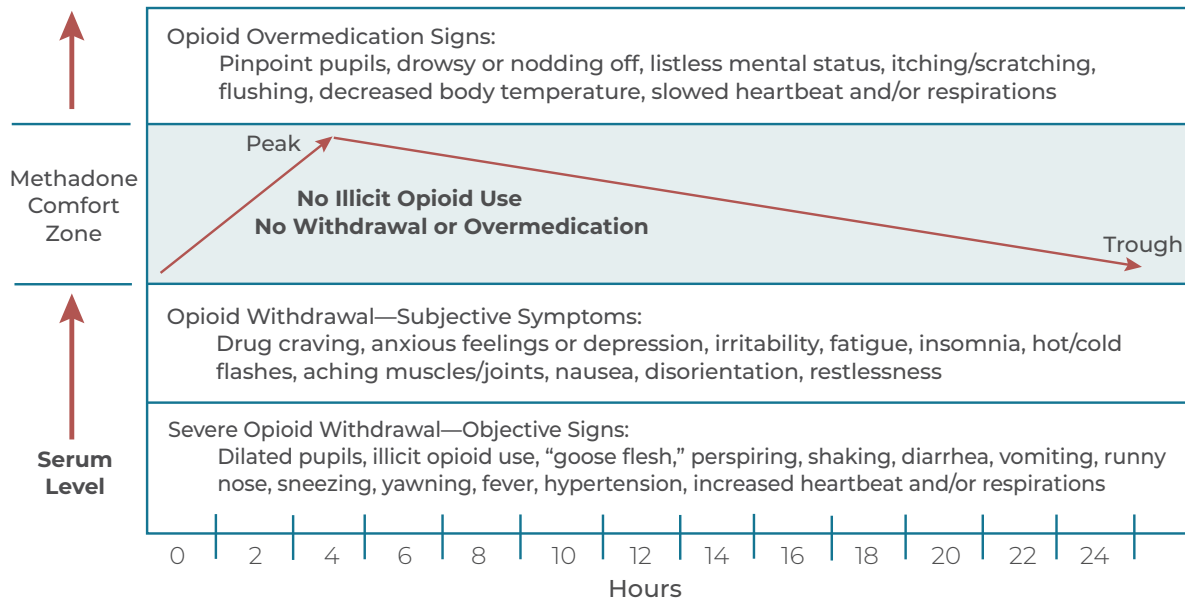 Opioid Overmedication Signs:
Pinpoint pupils, drowsy or nodding off, listless mental status, itching/scratching,
flushing, decreased body temperature, slowed heartbeat and/or respirations
Methadone
Comfort
Zone
Peak
No Illicit Opioid Use
No Withdrawal or Overmedication
Trough
Opioid Withdrawal—Subjective Symptoms:
Drug craving, anxious feelings or depression, irritability, fatigue, insomnia, hot/cold
flashes, aching muscles/joints, nausea, disorientation, restlessness
Severe Opioid Withdrawal—Objective Signs:
Dilated pupils, illicit opioid use, “goose flesh,” perspiring, shaking, diarrhea, vomiting, runny
nose, sneezing, yawning, fever, hypertension, increased heartbeat and/or respirations
Serum
Level
0 2 4 6 8 10 12 14 16 18 20 22 24
Hours